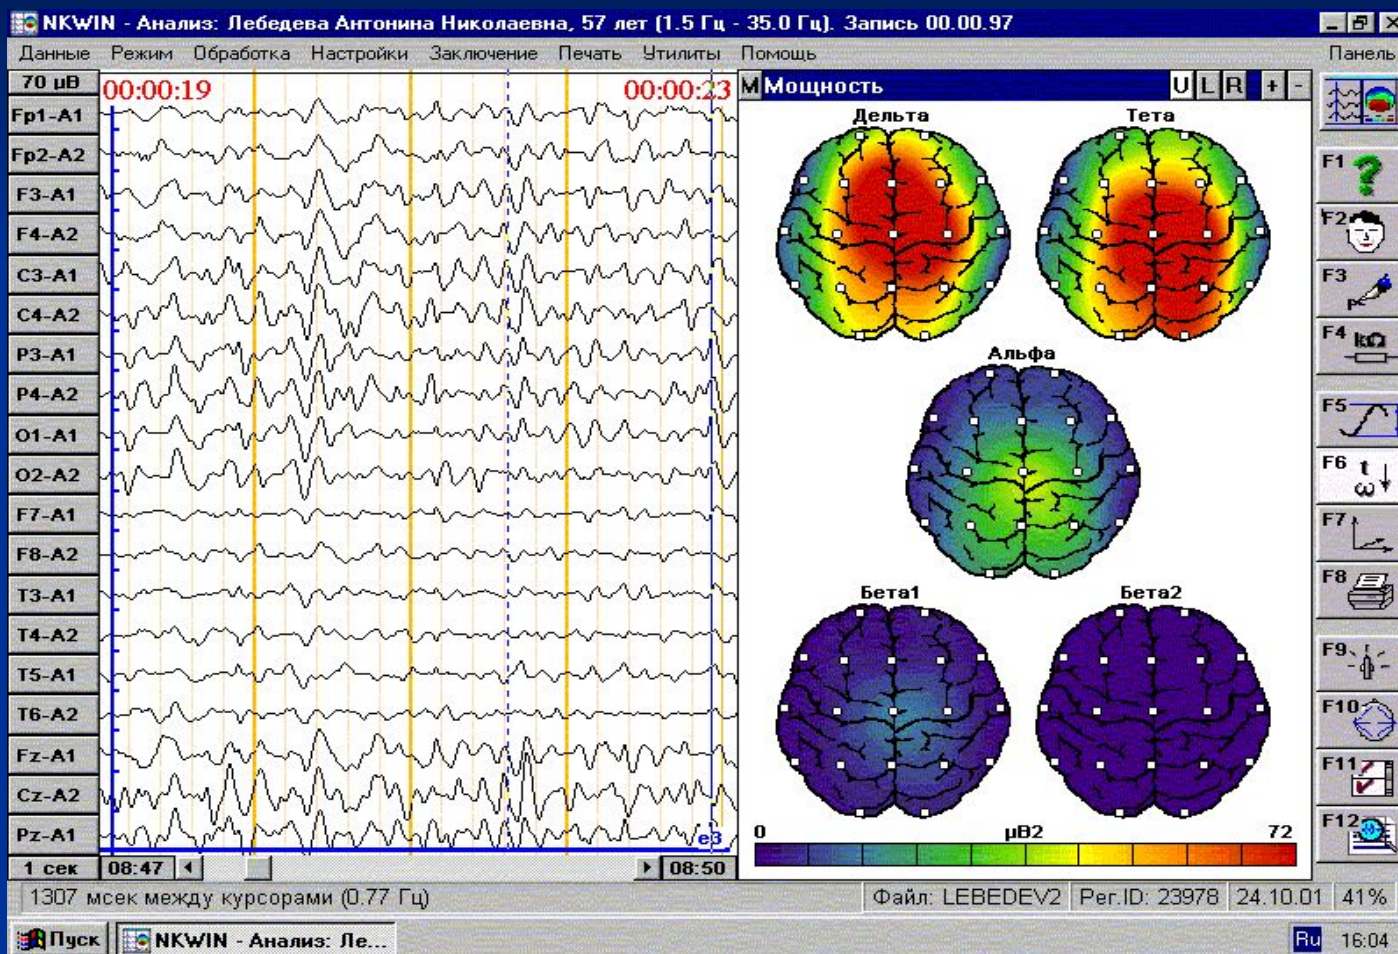 NKWIN - Анализ: Лебедева Антонина Николаевна, 57 лет (1.5 Гц - 35.0 Гц). Запись 00.00.97
Данные Режим Обработка Настройки Заключение Печать Утилиты Помощь Панель
70 µВ
00:00:19 00:00:23
Fp1-A1
Fp2-A2
F3-A1
F4-A2
C3-A1
C4-A2
P3-A1
P4-A2
O1-A1
O2-A2
F7-A1
F8-A2
T3-A1
T4-A2
T5-A1
T6-A2
Fz-A1
Cz-A2
Pz-A1
e3
1 сек 08:47 08:50
M Мощность U L R + -
Дельта Тета
Альфа
Бета1 Бета2
0 µВ2 72
F1 ?
F2
F3 P
F4 kΩ
F5
F6 t ω
F7
F8
F9
F10
F11
F12
1307 мсек между курсорами (0.77 Гц) Файл: LEBEDEV2 Рег.ID: 23978 24.10.01 41%
Пуск NKWIN - Анализ: Ле... Ru 16:04